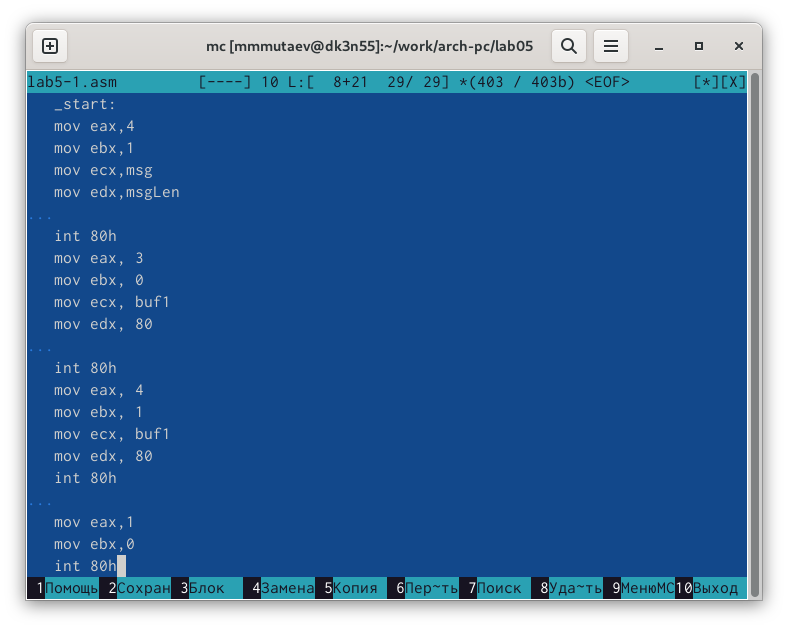 mc [mmmutaev@dk3n55]:~/work/arch-pc/lab05
lab5-1.asm [----] 10 L:[ 8+21 29/ 29] *(403 / 403b) <EOF> [*][X]
_start:
mov eax,4
mov ebx,1
mov ecx,msg
mov edx,msgLen
...
int 80h
mov eax, 3
mov ebx, 0
mov ecx, buf1
mov edx, 80
...
int 80h
mov eax, 4
mov ebx, 1
mov ecx, buf1
mov edx, 80
int 80h
...
mov eax,1
mov ebx,0
int 80h
1Помощь 2Сохран 3Блок 4Замена 5Копия 6Пер~ть 7Поиск 8Уда~ть 9МенюMC 10Выход